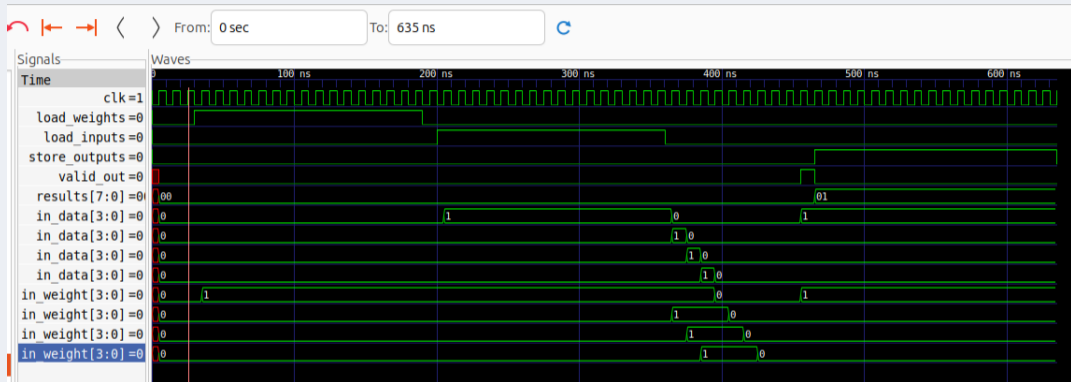 From: 0 sec To: 635 ns
Signals Waves
Time 0 100 ns 200 ns 300 ns 400 ns 500 ns 600 ns
clk=1
load_weights=0
load_inputs=0
store_outputs=0
valid_out=0
results[7:0]=0 00 01
in_data[3:0]=0 0 1 0 1
in_data[3:0]=0 0 1 0
in_data[3:0]=0 0 1 0
in_data[3:0]=0 0 1 0
in_weight[3:0]=0 0 1 0 1
in_weight[3:0]=0 0 1 0
in_weight[3:0]=0 0 1 0
in_weight[3:0]=0 0 1 0